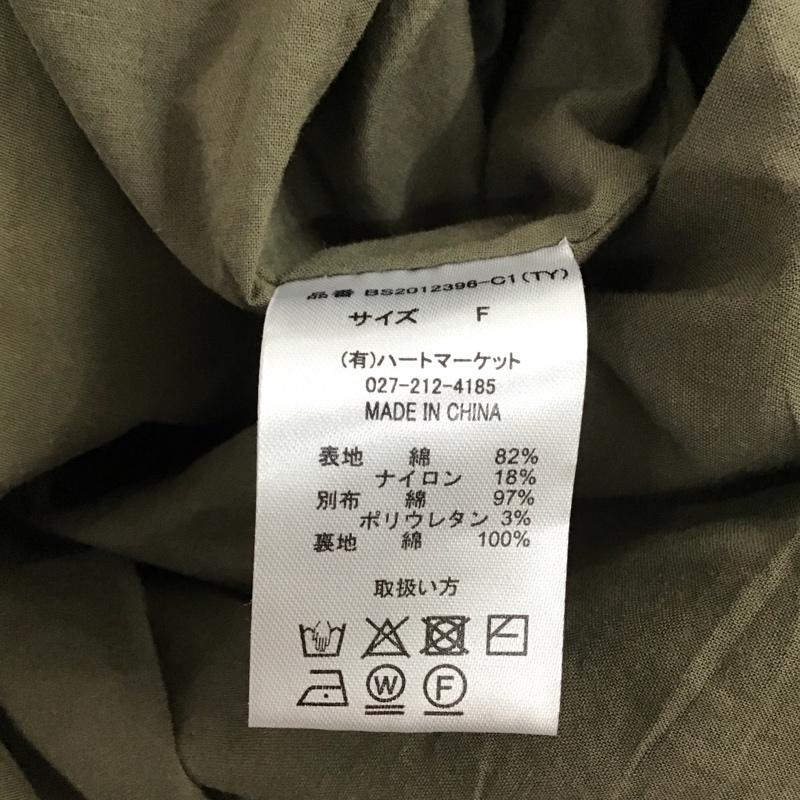 品番 BS2012396-C1(TY)
サイズ F
(有)ハートマーケット
027-212-4185
MADE IN CHINA
表地 綿 82%
ナイロン 18%
別布 綿 97%
ポリウレタン 3%
裏地 綿 100%
取扱い方
W F